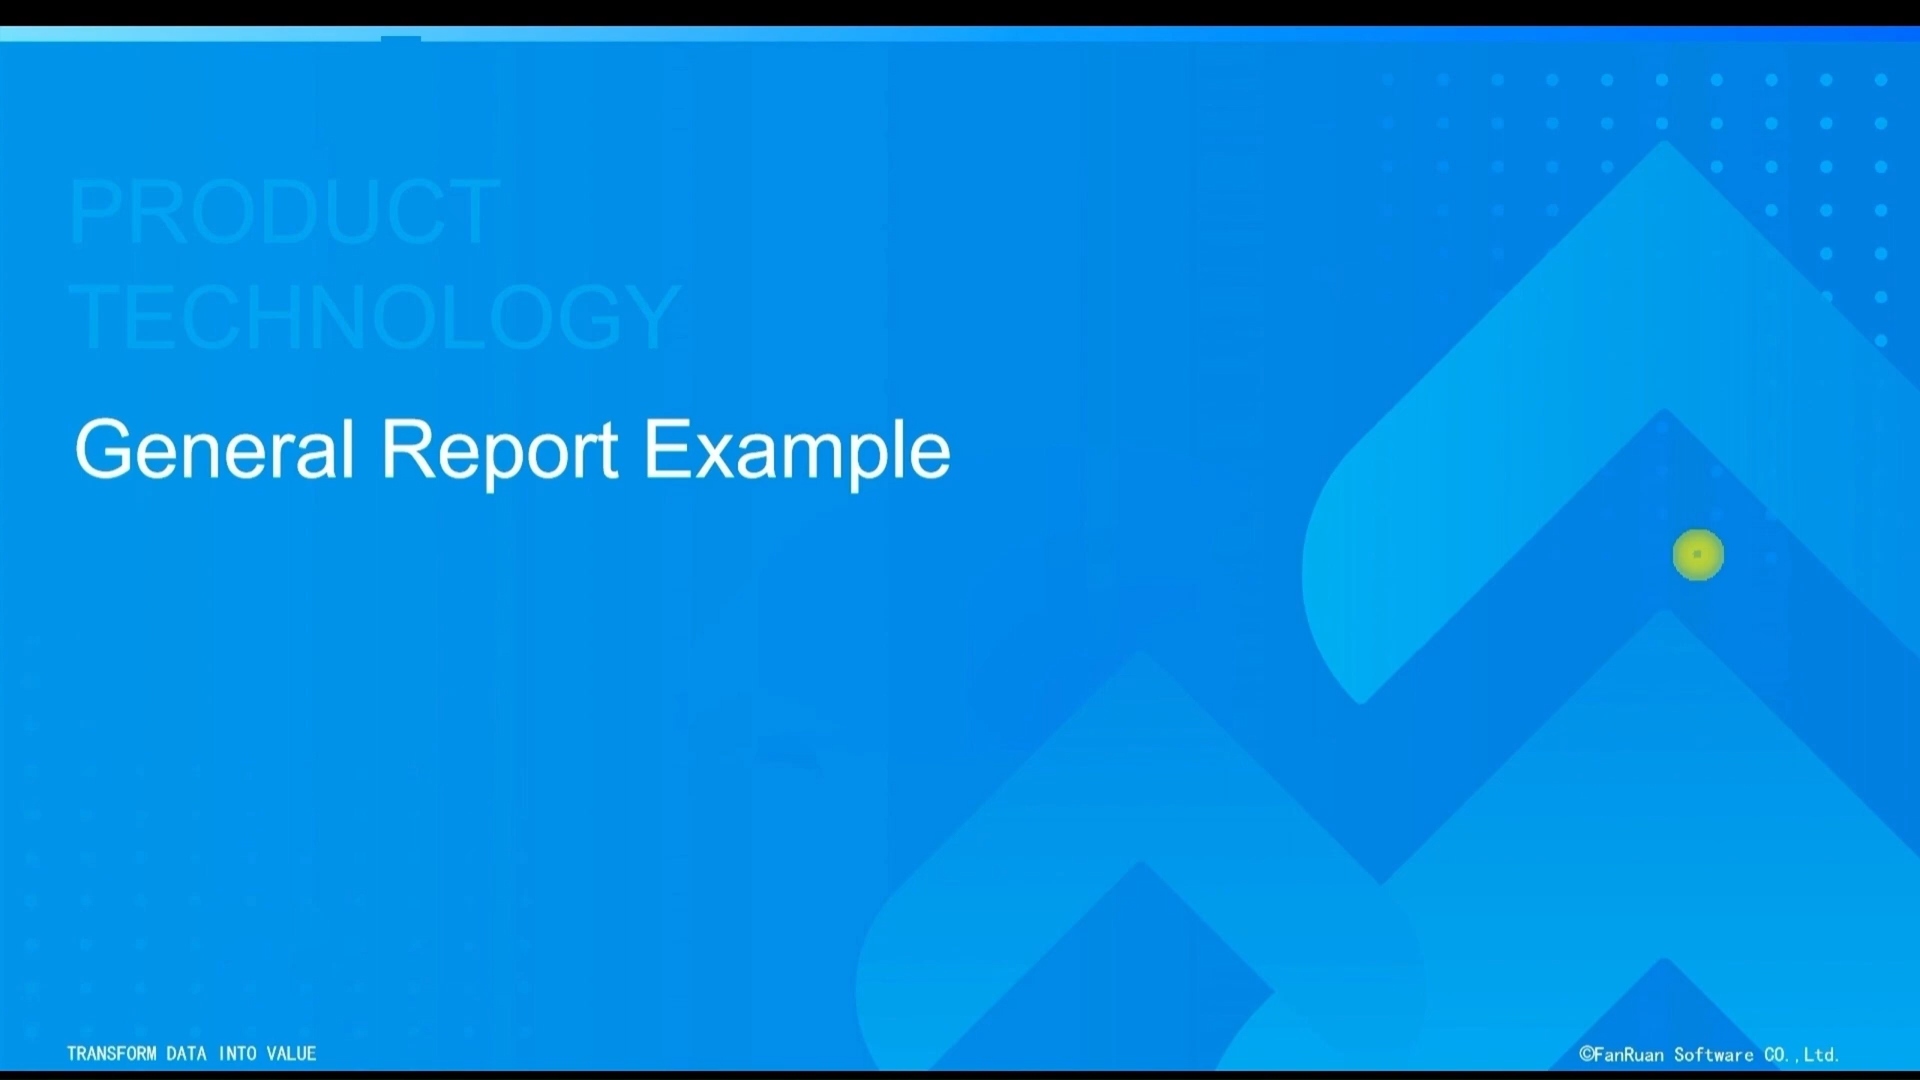 PRODUCT
TECHNOLOGY
General Report Example
TRANSFORM DATA INTO VALUE
©FanRuan Software CO.,Ltd.